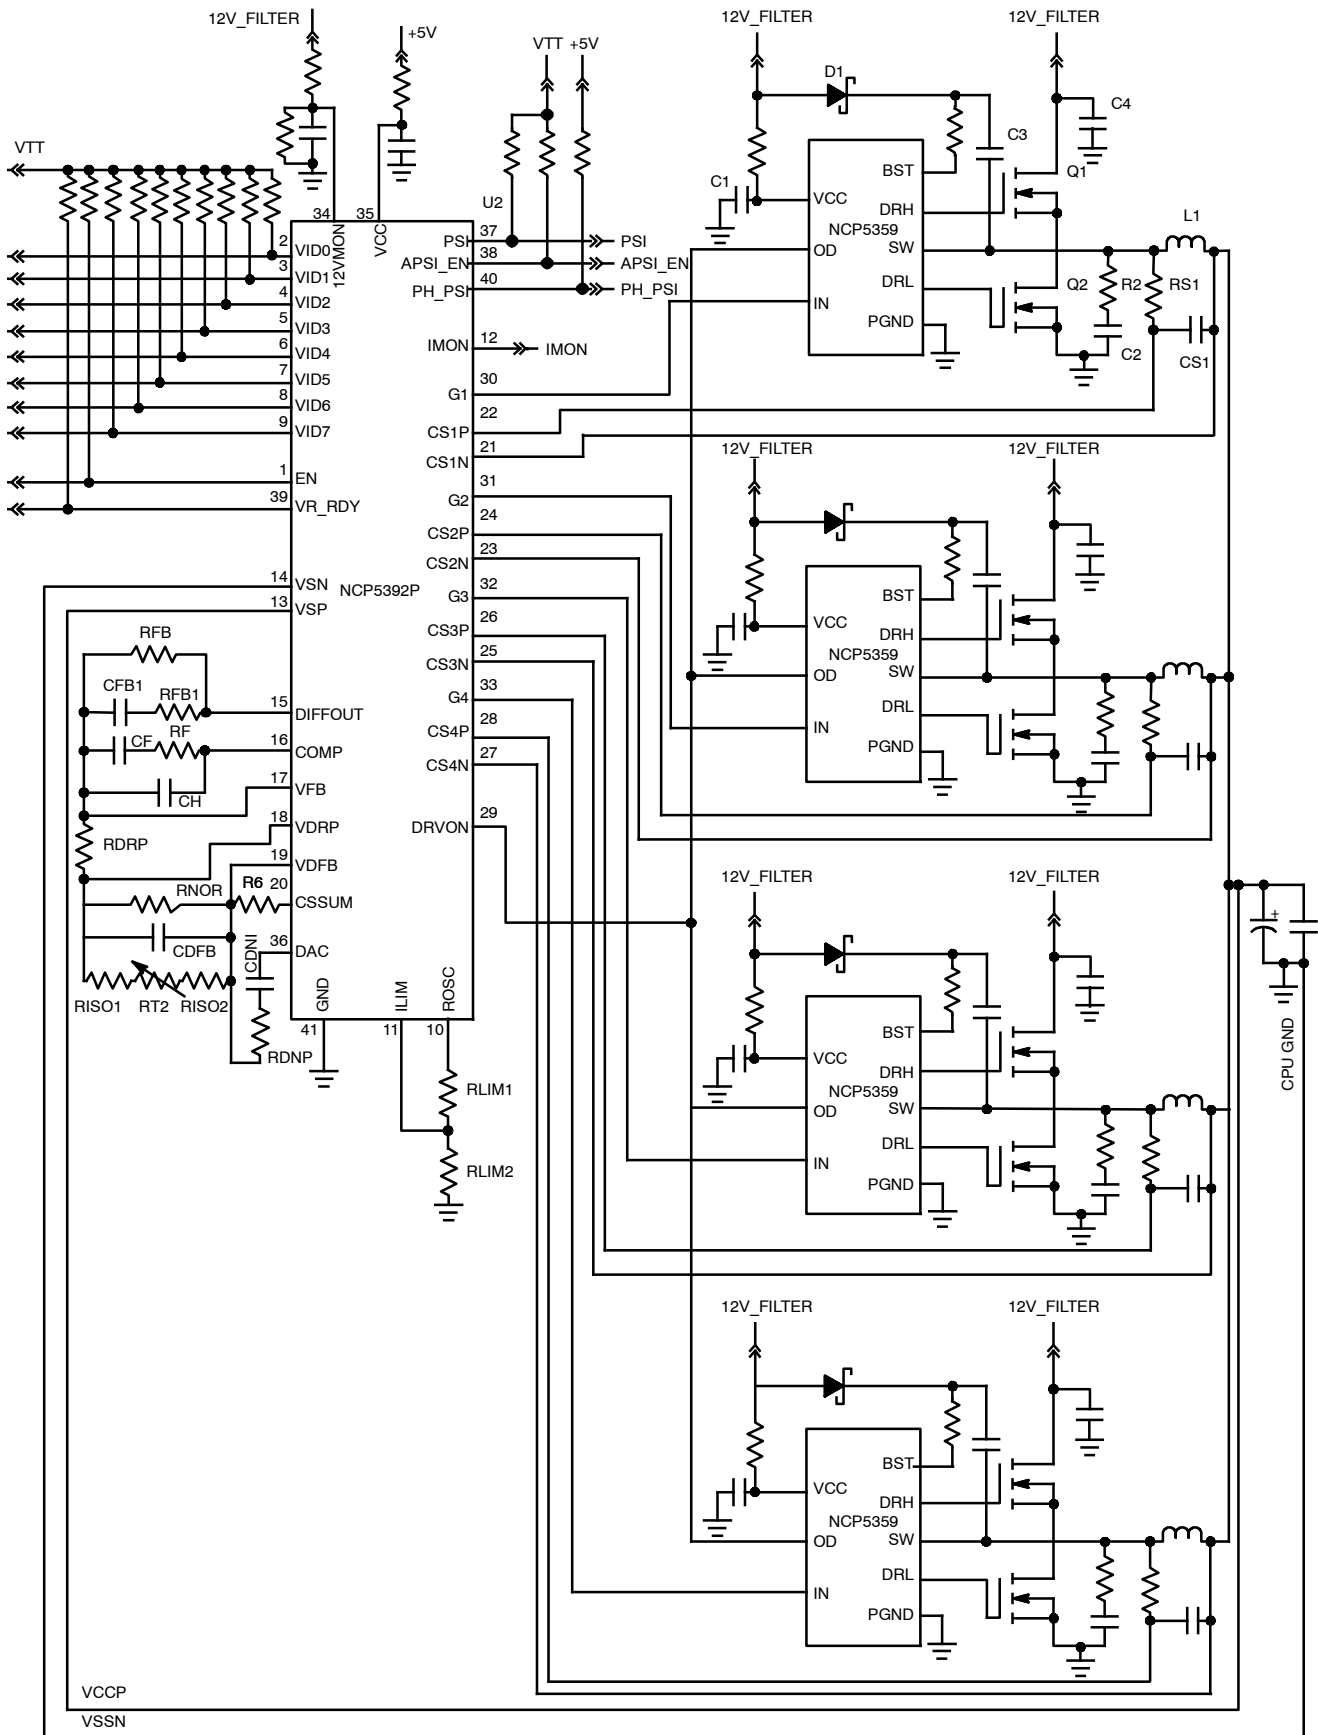 12V_FILTER
+5V
VTT +5V
12V_FILTER
12V_FILTER
VTT
U2
34
35
12VMON
VCC
2 VID0
3 VID1
4 VID2
5 VID3
6 VID4
7 VID5
8 VID6
9 VID7
1 EN
39 VR_RDY
14 VSN
13 VSP
NCP5392P
15 DIFFOUT
16 COMP
17 VFB
18 VDRP
19 VDFB
20 CSSUM
36 DAC
GND
41
ILIM
11
ROSC
10
PSI 37 PSI
APSI_EN 38 APSI_EN
PH_PSI 40 PH_PSI
IMON 12 IMON
G1 30
CS1P 22
CS1N 21
G2 31
CS2P 24
CS2N 23
G3 32
CS3P 26
CS3N 25
G4 33
CS4P 28
CS4N 27
DRVON 29
RFB
CFB1
RFB1
CF
RF
CH
RDRP
RNOR
R6
CDFB
CDNI
RISO1
RT2
RISO2
RDNP
RLIM1
RLIM2
D1
C4
C3
C1
BST
VCC
DRH
NCP5359
OD
SW
DRL
IN
PGND
Q1
L1
Q2
R2
RS1
C2
CS1
12V_FILTER
12V_FILTER
BST
VCC
DRH
NCP5359
OD
SW
DRL
IN
PGND
12V_FILTER
12V_FILTER
BST
VCC
DRH
NCP5359
OD
SW
DRL
IN
PGND
+
CPU GND
12V_FILTER
12V_FILTER
BST
VCC
DRH
NCP5359
OD
SW
DRL
IN
PGND
VCCP
VSSN